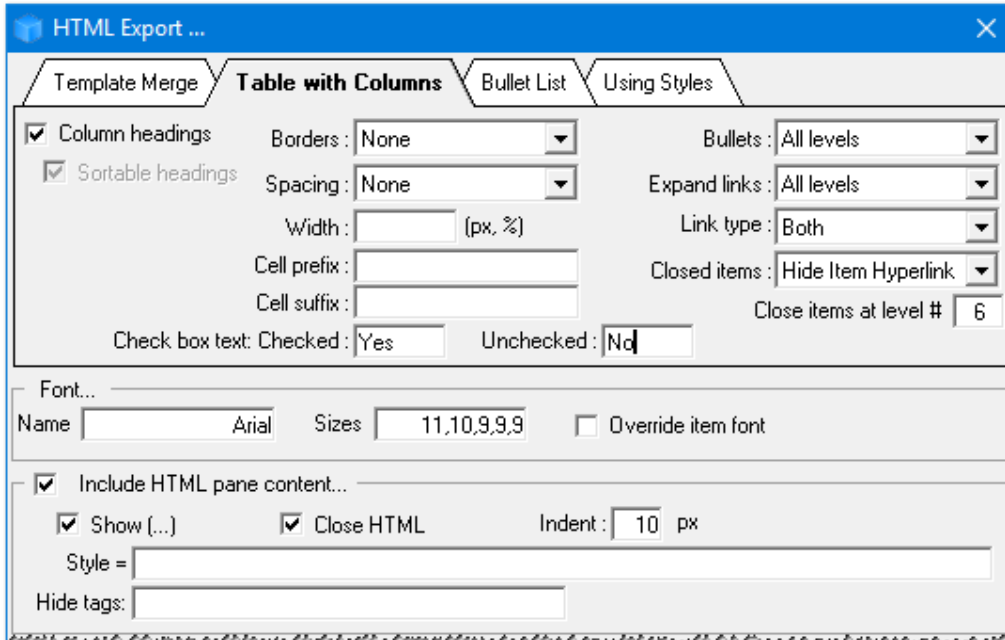 HTML Export ...
Template Merge Table with Columns Bullet List Using Styles
Column headings Borders : None Bullets : All levels
Sortable headings Spacing : None Expand links : All levels
Width : (px, %) Link type : Both
Cell prefix : Closed items : Hide Item Hyperlink
Cell suffix : Close items at level # 6
Check box text: Checked : Yes Unchecked : No
Font...
Name Arial Sizes 11,10,9,9,9 Override item font
Include HTML pane content...
Show (...) Close HTML Indent : 10 px
Style =
Hide tags: